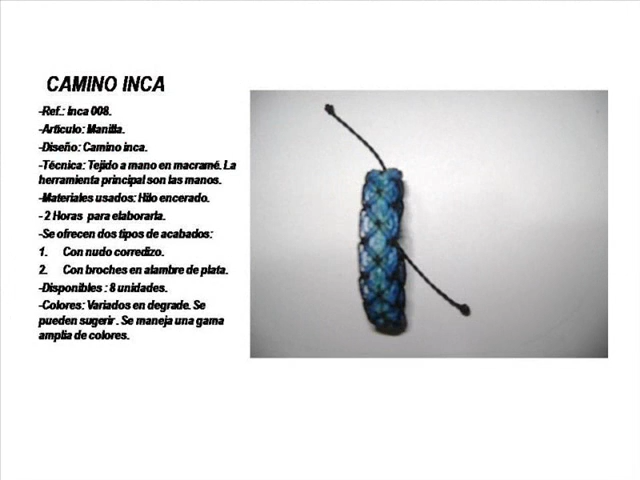 CAMINO INCA
-Ref.: Inca 008.
-Artículo: Manilla.
-Diseño: Camino inca.
-Técnica: Tejido a mano en macramé. La
herramienta principal son las manos.
-Materiales usados: Hilo encerado.
- 2 Horas para elaborarla.
-Se ofrecen dos tipos de acabados:
1. Con nudo corredizo.
2. Con broches en alambre de plata.
-Disponibles : 8 unidades.
-Colores: Variados en degrade. Se
pueden sugerir . Se maneja una gama
amplia de colores.